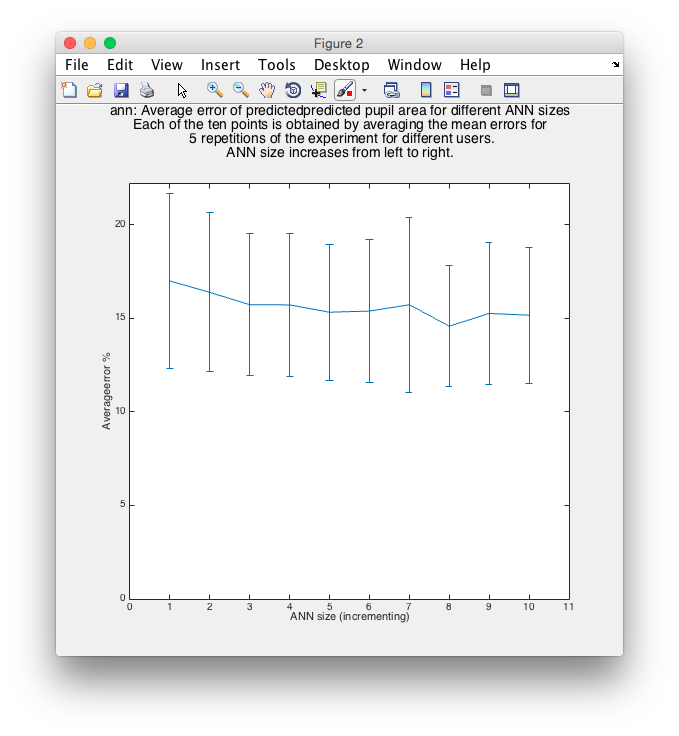 Figure 2
File Edit View Insert Tools Desktop Window Help
ann: Average error of predictedpredicted pupil area for different ANN sizes
Each of the ten points is obtained by averaging the mean errors for
5 repetitions of the experiment for different users.
ANN size increases from left to right.
20
15
10
5
0
Averageerror %
0 1 2 3 4 5 6 7 8 9 10 11
ANN size (incrementing)